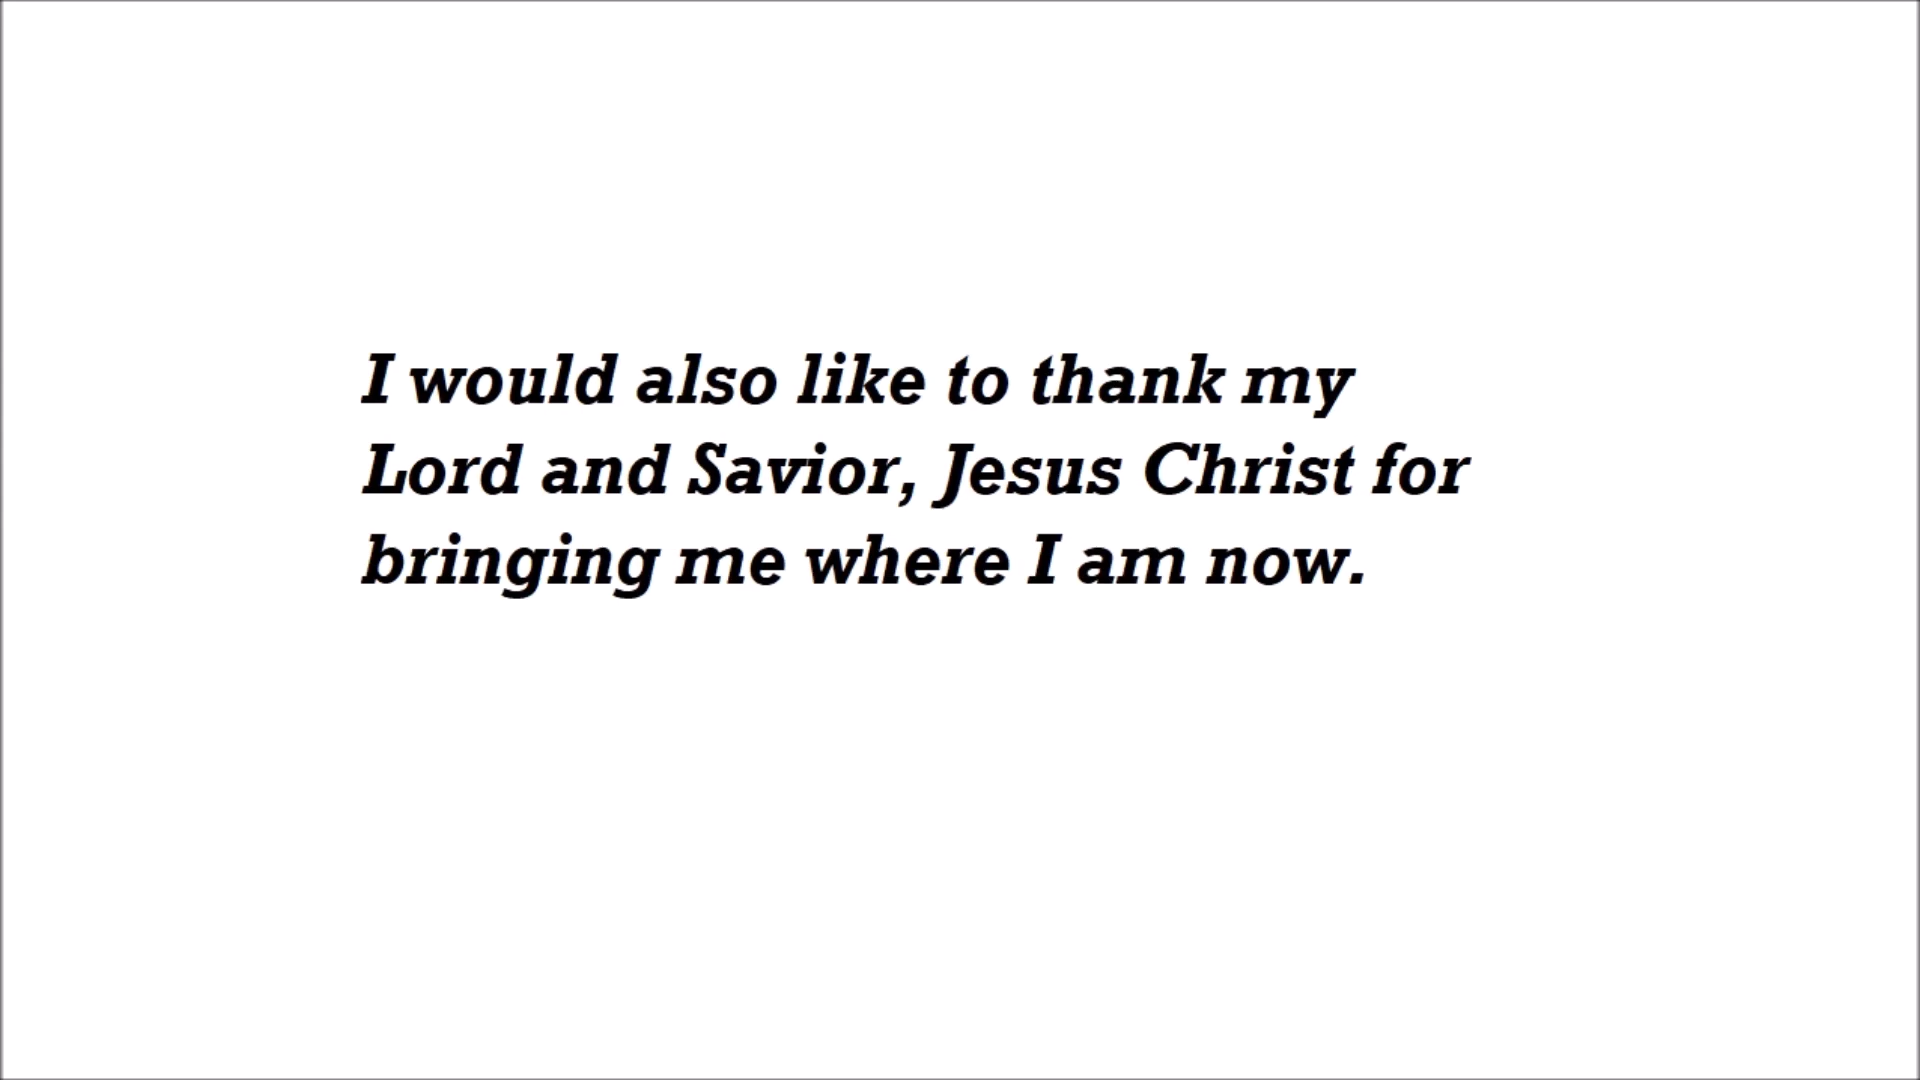 I would also like to thank my
Lord and Savior, Jesus Christ for
bringing me where I am now.